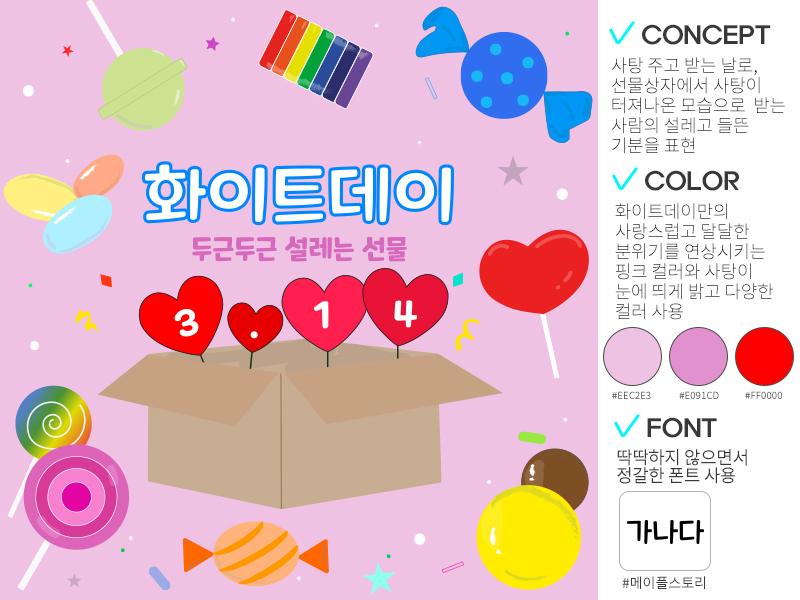 화이트데이
두근두근 설레는 선물
3 . 1 4
CONCEPT
사탕 주고 받는 날로,
선물상자에서 사탕이
터져나온 모습으로 받는
사람의 설레고 들뜬
기분을 표현
COLOR
화이트데이만의
사랑스럽고 달달한
분위기를 연상시키는
핑크 컬러와 사탕이
눈에 띄게 밝고 다양한
컬러 사용
#EEC2E3 #E091CD #FF0000
FONT
딱딱하지 않으면서
정갈한 폰트 사용
가나다
#메이플스토리